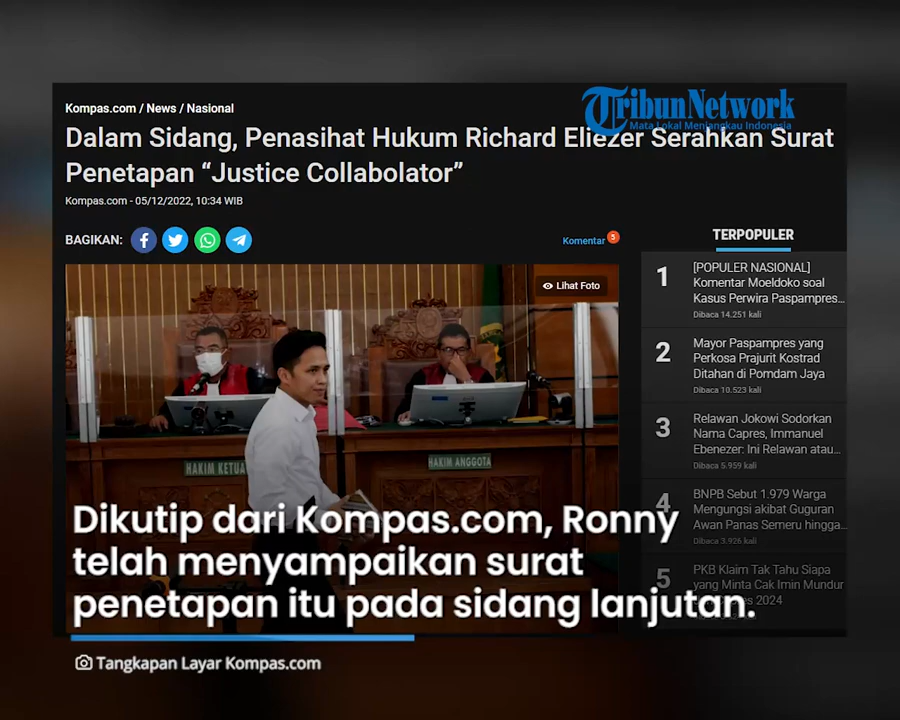 TribunNetwork
Mata Lokal Menjangkau Indonesia
Kompas.com / News / Nasional
Dalam Sidang, Penasihat Hukum Richard Eliezer Serahkan Surat
Penetapan “Justice Collabolator”
Kompas.com - 05/12/2022, 10:34 WIB
BAGIKAN:
Komentar 5
Lihat Foto
HAKIM KETUA
HAKIM ANGGOTA
TERPOPULER
1
[POPULER NASIONAL]
Komentar Moeldoko soal
Kasus Perwira Paspampres...
Dibaca 14.251 kali
2
Mayor Paspampres yang
Perkosa Prajurit Kostrad
Ditahan di Pomdam Jaya
Dibaca 10.523 kali
3
Relawan Jokowi Sodorkan
Nama Capres, Immanuel
Ebenezer: Ini Relawan atau...
Dibaca 5.959 kali
4
BNPB Sebut 1.979 Warga
Mengungsi akibat Guguran
Awan Panas Semeru hingga...
Dibaca 3.926 kali
5
PKB Klaim Tak Tahu Siapa
yang Minta Cak Imin Mundur
2024
Dikutip dari Kompas.com, Ronny
telah menyampaikan surat
penetapan itu pada sidang lanjutan.
Tangkapan Layar Kompas.com